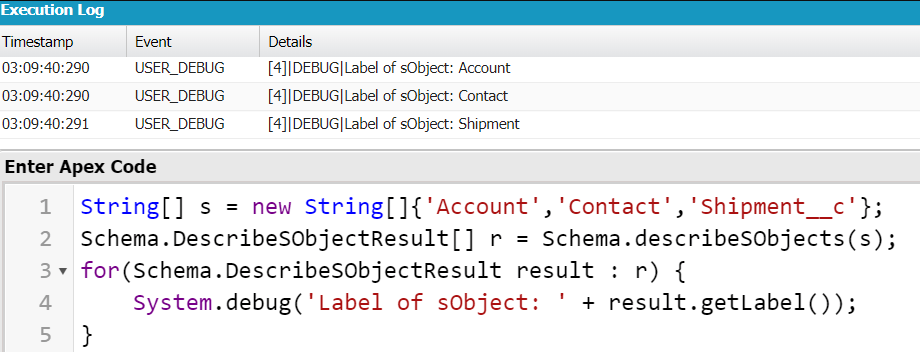 Execution Log
Timestamp Event Details
03:09:40:290 USER_DEBUG [4]|DEBUG|Label of sObject: Account
03:09:40:290 USER_DEBUG [4]|DEBUG|Label of sObject: Contact
03:09:40:291 USER_DEBUG [4]|DEBUG|Label of sObject: Shipment
Enter Apex Code
1 String[] s = new String[]{'Account','Contact','Shipment__c'};
2 Schema.DescribeSObjectResult[] r = Schema.describeSObjects(s);
3 for(Schema.DescribeSObjectResult result : r) {
4     System.debug('Label of sObject: ' + result.getLabel());
5 }